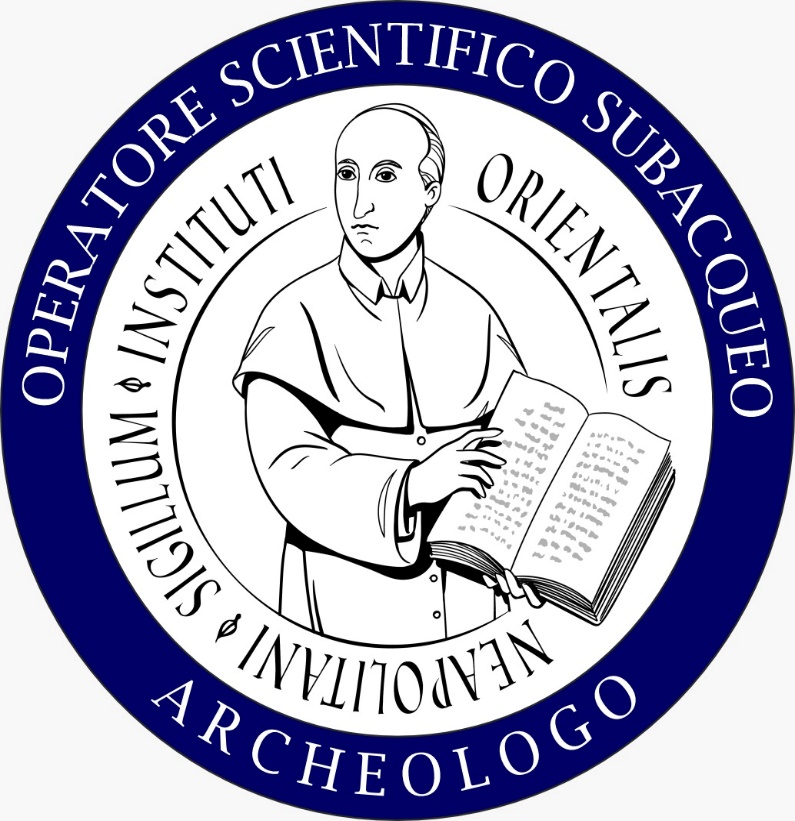 OPERATORE SCIENTIFICO SUBACQUEO
SIGILLUM INSTITUTI ORIENTALIS NEAPOLITANI
ARCHEOLOGO